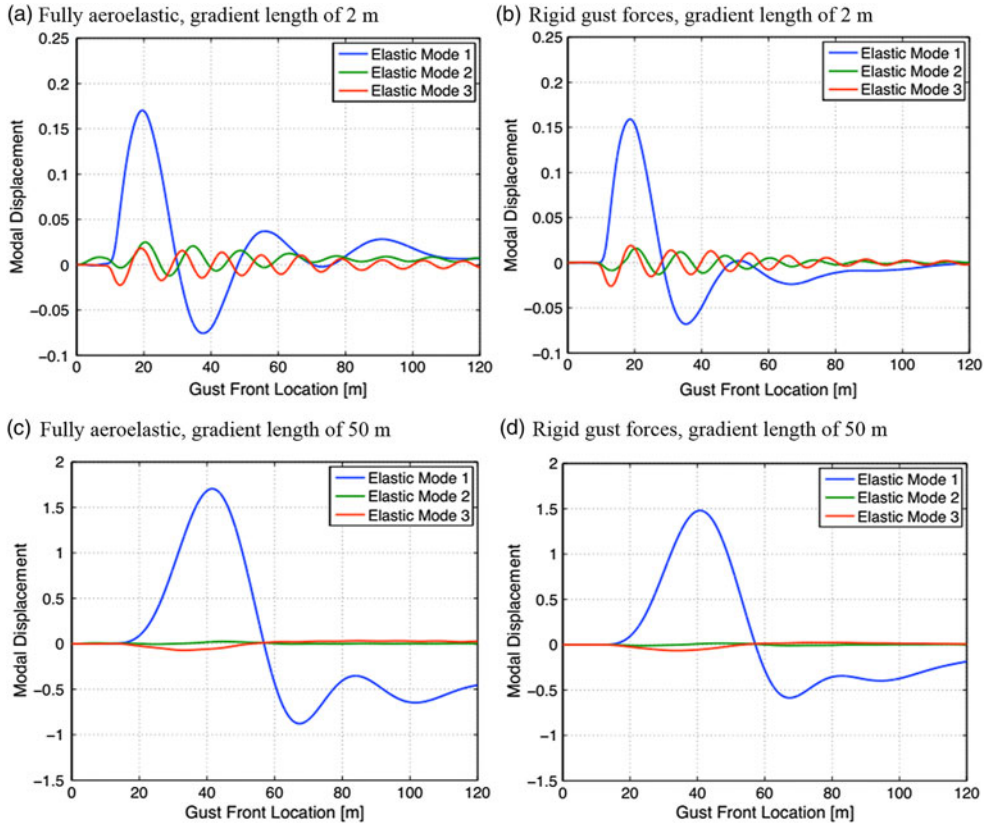 (a) Fully aeroelastic, gradient length of 2 m
0.25
0.2
0.15
0.1
0.05
0
−0.05
−0.1
Modal Displacement
Elastic Mode 1
Elastic Mode 2
Elastic Mode 3
0 20 40 60 80 100 120
Gust Front Location [m]
(b) Rigid gust forces, gradient length of 2 m
0.25
0.2
0.15
0.1
0.05
0
−0.05
−0.1
Modal Displacement
Elastic Mode 1
Elastic Mode 2
Elastic Mode 3
0 20 40 60 80 100 120
Gust Front Location [m]
(c) Fully aeroelastic, gradient length of 50 m
2
1.5
1
0.5
0
−0.5
−1
−1.5
Modal Displacement
Elastic Mode 1
Elastic Mode 2
Elastic Mode 3
0 20 40 60 80 100 120
Gust Front Location [m]
(d) Rigid gust forces, gradient length of 50 m
2
1.5
1
0.5
0
−0.5
−1
−1.5
Modal Displacement
Elastic Mode 1
Elastic Mode 2
Elastic Mode 3
0 20 40 60 80 100 120
Gust Front Location [m]